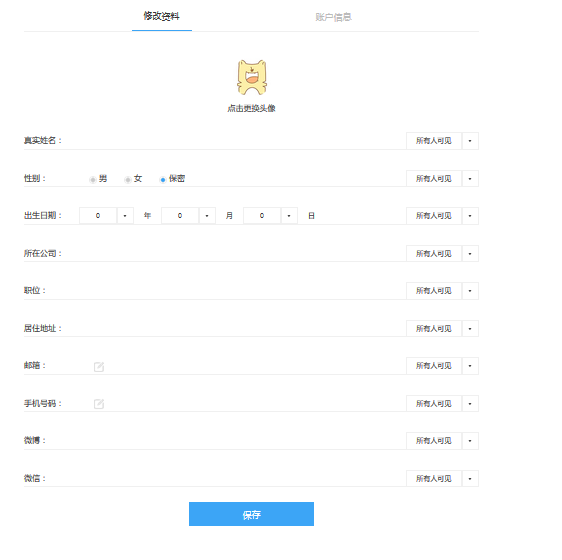 修改资料 账户信息
点击更换头像
真实姓名： 所有人可见
性别： 男 女 保密 所有人可见
出生日期： 0 年 0 月 0 日 所有人可见
所在公司： 所有人可见
职位： 所有人可见
居住地址： 所有人可见
邮箱： 所有人可见
手机号码： 所有人可见
微博： 所有人可见
微信： 所有人可见
保存